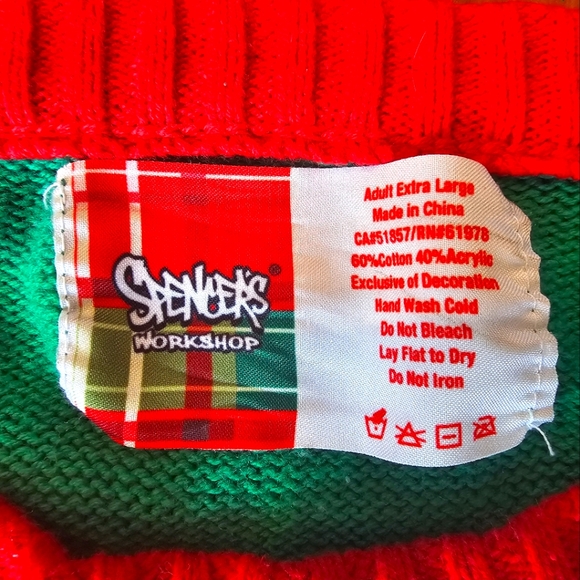 SPENCER'S ®
WORKSHOP
Adult Extra Large
Made in China
CA#51857/RN#61978
60%Cotton 40%Acrylic
Exclusive of Decoration
Hand Wash Cold
Do Not Bleach
Lay Flat to Dry
Do Not Iron